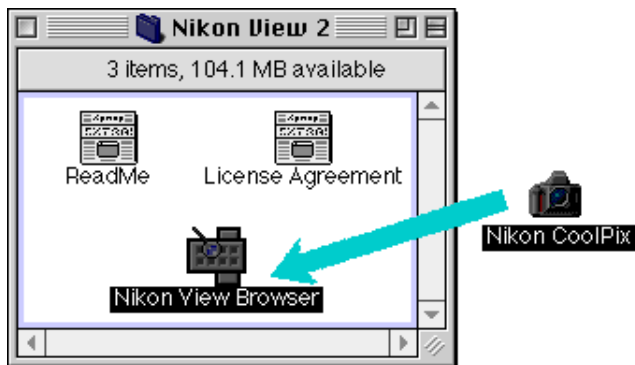 Nikon View 2
3 items, 104.1 MB available
ReadMe
License Agreement
Nikon CoolPix
Nikon View Browser